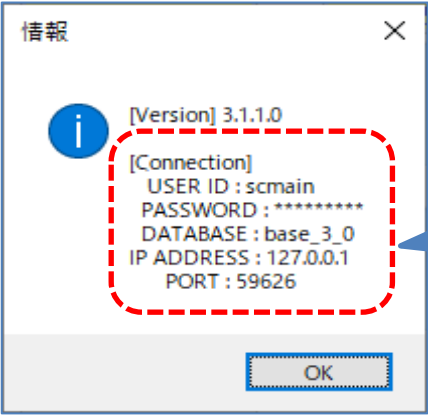 情報
[Version] 3.1.1.0
[Connection]
USER ID : scmain
PASSWORD : *********
DATABASE : base_3_0
IP ADDRESS : 127.0.0.1
PORT : 59626
OK